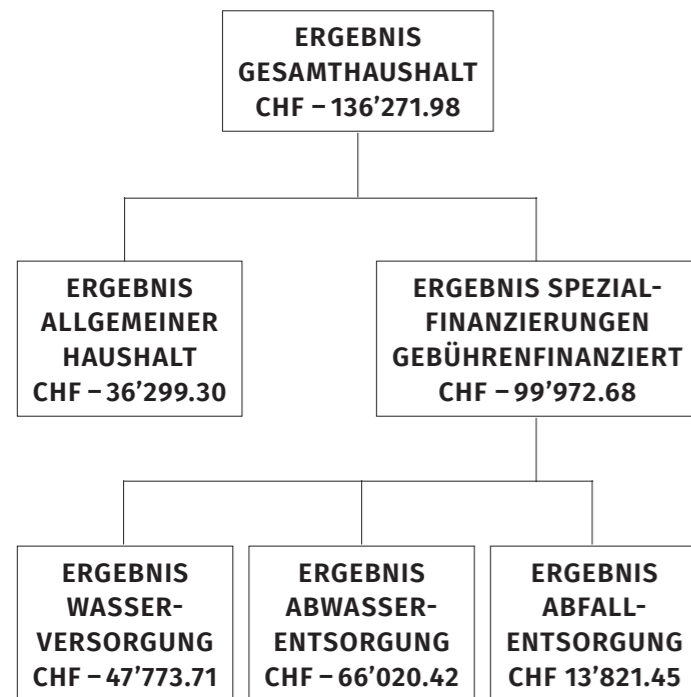 ERGEBNIS
GESAMTHAUSHALT
CHF – 136’271.98
ERGEBNIS
ALLGEMEINER
HAUSHALT
CHF – 36’299.30
ERGEBNIS SPEZIAL-
FINANZIERUNGEN
GEBÜHRENFINANZIERT
CHF – 99’972.68
ERGEBNIS
WASSER-
VERSORGUNG
CHF – 47’773.71
ERGEBNIS
ABWASSER-
ENTSORGUNG
CHF – 66’020.42
ERGEBNIS
ABFALL-
ENTSORGUNG
CHF 13’821.45